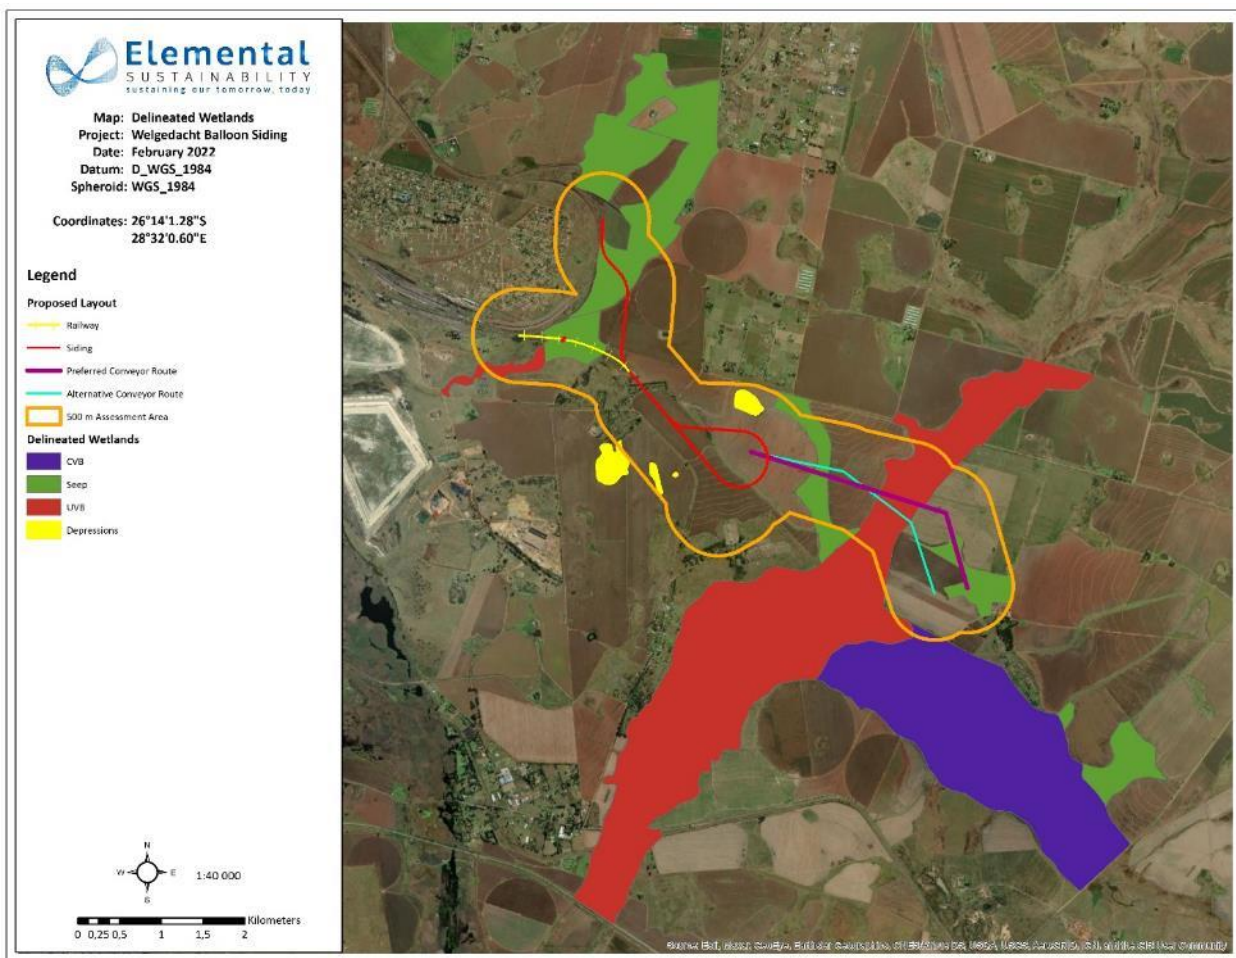 Elemental
SUSTAINABILITY
sustaining our tomorrow, today
Map: Delineated Wetlands
Project: Welgedacht Balloon Siding
Date: February 2022
Datum: D_WGS_1984
Spheroid: WGS_1984
Coordinates: 26°14'1.28"S
28°32'0.60"E
Legend
Proposed Layout
Railway
Siding
Preferred Conveyor Route
Alternative Conveyor Route
500 m Assessment Area
Delineated Wetlands
CVB
Seep
UVB
Depressions
N
W E
S
1:40 000
Kilometers
0 0,25 0,5 1 1,5 2